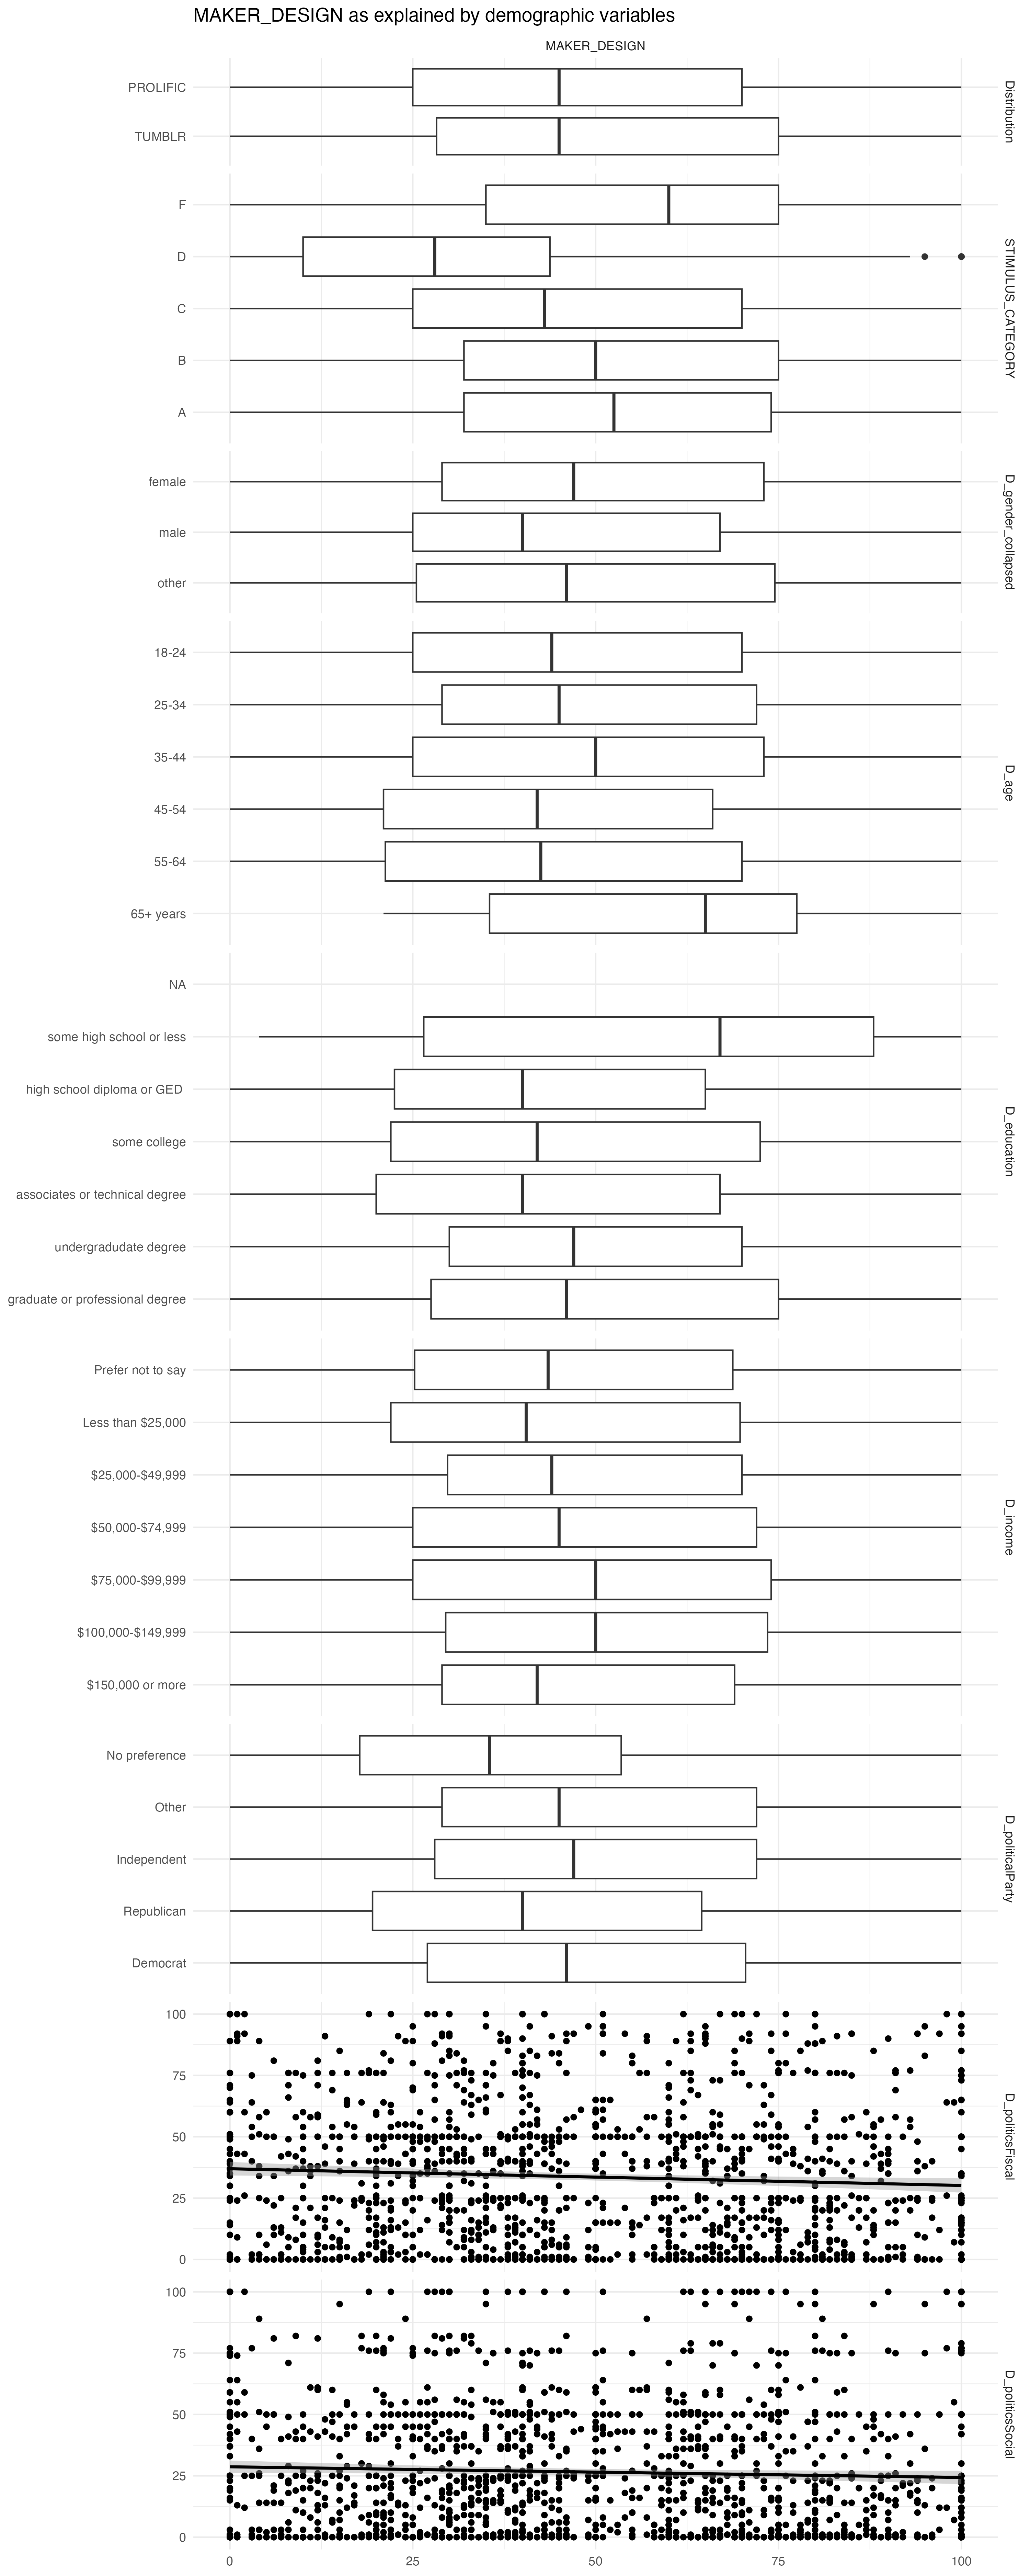 MAKER_DESIGN as explained by demographic variables
MAKER_DESIGN
PROLIFIC
TUMBLR
Distribution
F
D
C
B
A
STIMULUS_CATEGORY
female
male
other
D_gender_collapsed
18-24
25-34
35-44
45-54
55-64
65+ years
D_age
NA
some high school or less
high school diploma or GED
some college
associates or technical degree
undergradudate degree
graduate or professional degree
D_education
Prefer not to say
Less than $25,000
$25,000-$49,999
$50,000-$74,999
$75,000-$99,999
$100,000-$149,999
$150,000 or more
D_income
No preference
Other
Independent
Republican
Democrat
D_politicalParty
100
75
50
25
0
D_politicsFiscal
100
75
50
25
0
D_politicsSocial
0 25 50 75 100